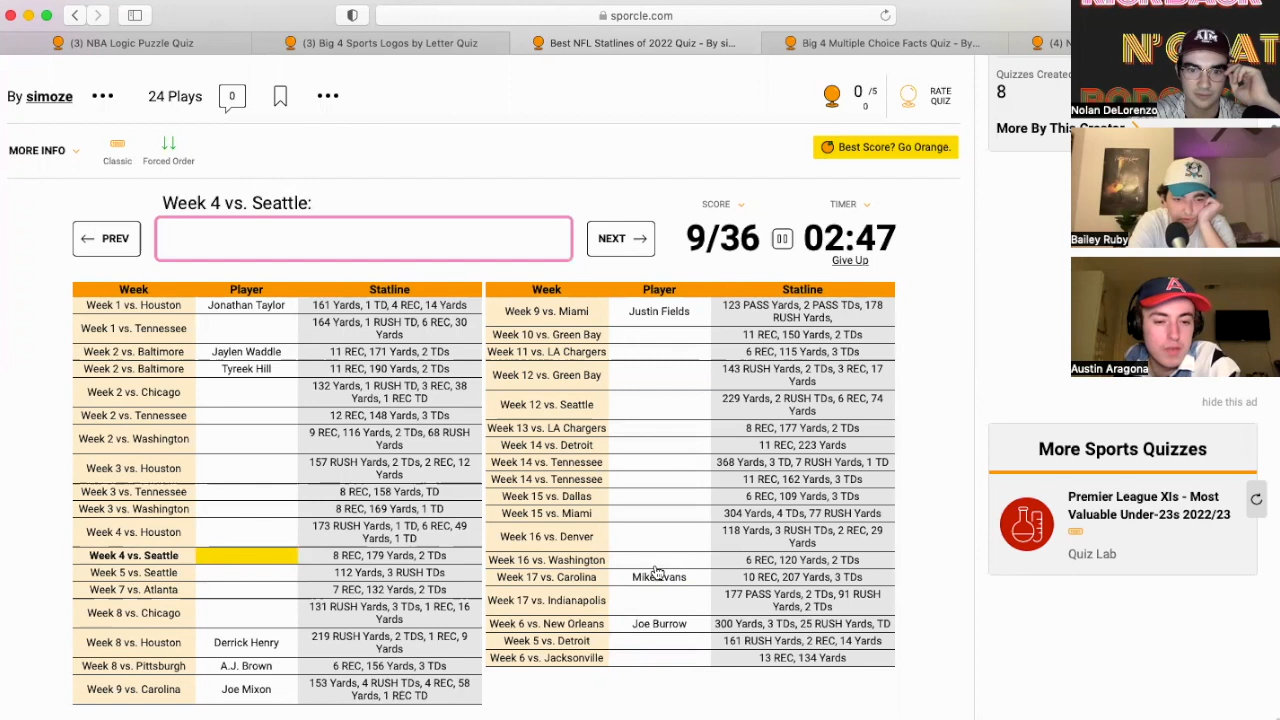 sporcle.com
(3) NBA Logic Puzzle Quiz
(3) Big 4 Sports Logos by Letter Quiz
Best NFL Statlines of 2022 Quiz - By si...
Big 4 Multiple Choice Facts Quiz - By...
By simoze
24 Plays
0
0 /5
0
RATE
QUIZ
MORE INFO
Classic
Forced Order
Best Score? Go Orange.
Week 4 vs. Seattle:
PREV
NEXT
SCORE
9/36
TIMER
02:47
Give Up
Week Player Statline
Week 1 vs. Houston Jonathan Taylor 161 Yards, 1 TD, 4 REC, 14 Yards
Week 1 vs. Tennessee 164 Yards, 1 RUSH TD, 6 REC, 30
Yards
Week 2 vs. Baltimore Jaylen Waddle 11 REC, 171 Yards, 2 TDs
Week 2 vs. Baltimore Tyreek Hill 11 REC, 190 Yards, 2 TDs
Week 2 vs. Chicago 132 Yards, 1 RUSH TD, 3 REC, 38
Yards, 1 REC TD
Week 2 vs. Tennessee 12 REC, 148 Yards, 3 TDs
Week 2 vs. Washington 9 REC, 116 Yards, 2 TDs, 68 RUSH
Yards
Week 3 vs. Houston 157 RUSH Yards, 2 TDs, 2 REC, 12
Yards
Week 3 vs. Tennessee 8 REC, 158 Yards, TD
Week 3 vs. Washington 8 REC, 169 Yards, 1 TD
Week 4 vs. Houston 173 RUSH Yards, 1 TD, 6 REC, 49
Yards, 1 TD
Week 4 vs. Seattle 8 REC, 179 Yards, 2 TDs
Week 5 vs. Seattle 112 Yards, 3 RUSH TDs
Week 7 vs. Atlanta 7 REC, 132 Yards, 2 TDs
Week 8 vs. Chicago 131 RUSH Yards, 3 TDs, 1 REC, 16
Yards
Week 8 vs. Houston Derrick Henry 219 RUSH Yards, 2 TDS, 1 REC, 9
Yards
Week 8 vs. Pittsburgh A.J. Brown 6 REC, 156 Yards, 3 TDs
Week 9 vs. Carolina Joe Mixon 153 Yards, 4 RUSH TDs, 4 REC, 58
Yards, 1 REC TD
Week Player Statline
Week 9 vs. Miami Justin Fields 123 PASS Yards, 2 PASS TDs, 178
RUSH Yards,
Week 10 vs. Green Bay 11 REC, 150 Yards, 2 TDs
Week 11 vs. LA Chargers 6 REC, 115 Yards, 3 TDs
Week 12 vs. Green Bay 143 RUSH Yards, 2 TDs, 3 REC, 17
Yards
Week 12 vs. Seattle 229 Yards, 2 RUSH TDs, 6 REC, 74
Yards
Week 13 vs. LA Chargers 8 REC, 177 Yards, 2 TDs
Week 14 vs. Detroit 11 REC, 223 Yards
Week 14 vs. Tennessee 368 Yards, 3 TD, 7 RUSH Yards, 1 TD
Week 14 vs. Tennessee 11 REC, 162 Yards, 3 TDs
Week 15 vs. Dallas 6 REC, 109 Yards, 3 TDs
Week 15 vs. Miami 304 Yards, 4 TDs, 77 RUSH Yards
Week 16 vs. Denver 118 Yards, 3 RUSH TDs, 2 REC, 29
Yards
Week 16 vs. Washington 6 REC, 120 Yards, 2 TDs
Week 17 vs. Carolina Mike Evans 10 REC, 207 Yards, 3 TDs
Week 17 vs. Indianapolis 177 PASS Yards, 2 TDs, 91 RUSH
Yards, 2 TDs
Week 6 vs. New Orleans Joe Burrow 300 Yards, 3 TDs, 25 RUSH Yards, TD
Week 5 vs. Detroit 161 RUSH Yards, 2 REC, 14 Yards
Week 6 vs. Jacksonville 13 REC, 134 Yards
Quizzes Created
8
More By This Creator
hide this ad
More Sports Quizzes
Premier League XIs - Most
Valuable Under-23s 2022/23
Quiz Lab
Nolan DeLorenzo
Bailey Ruby
Austin Aragona